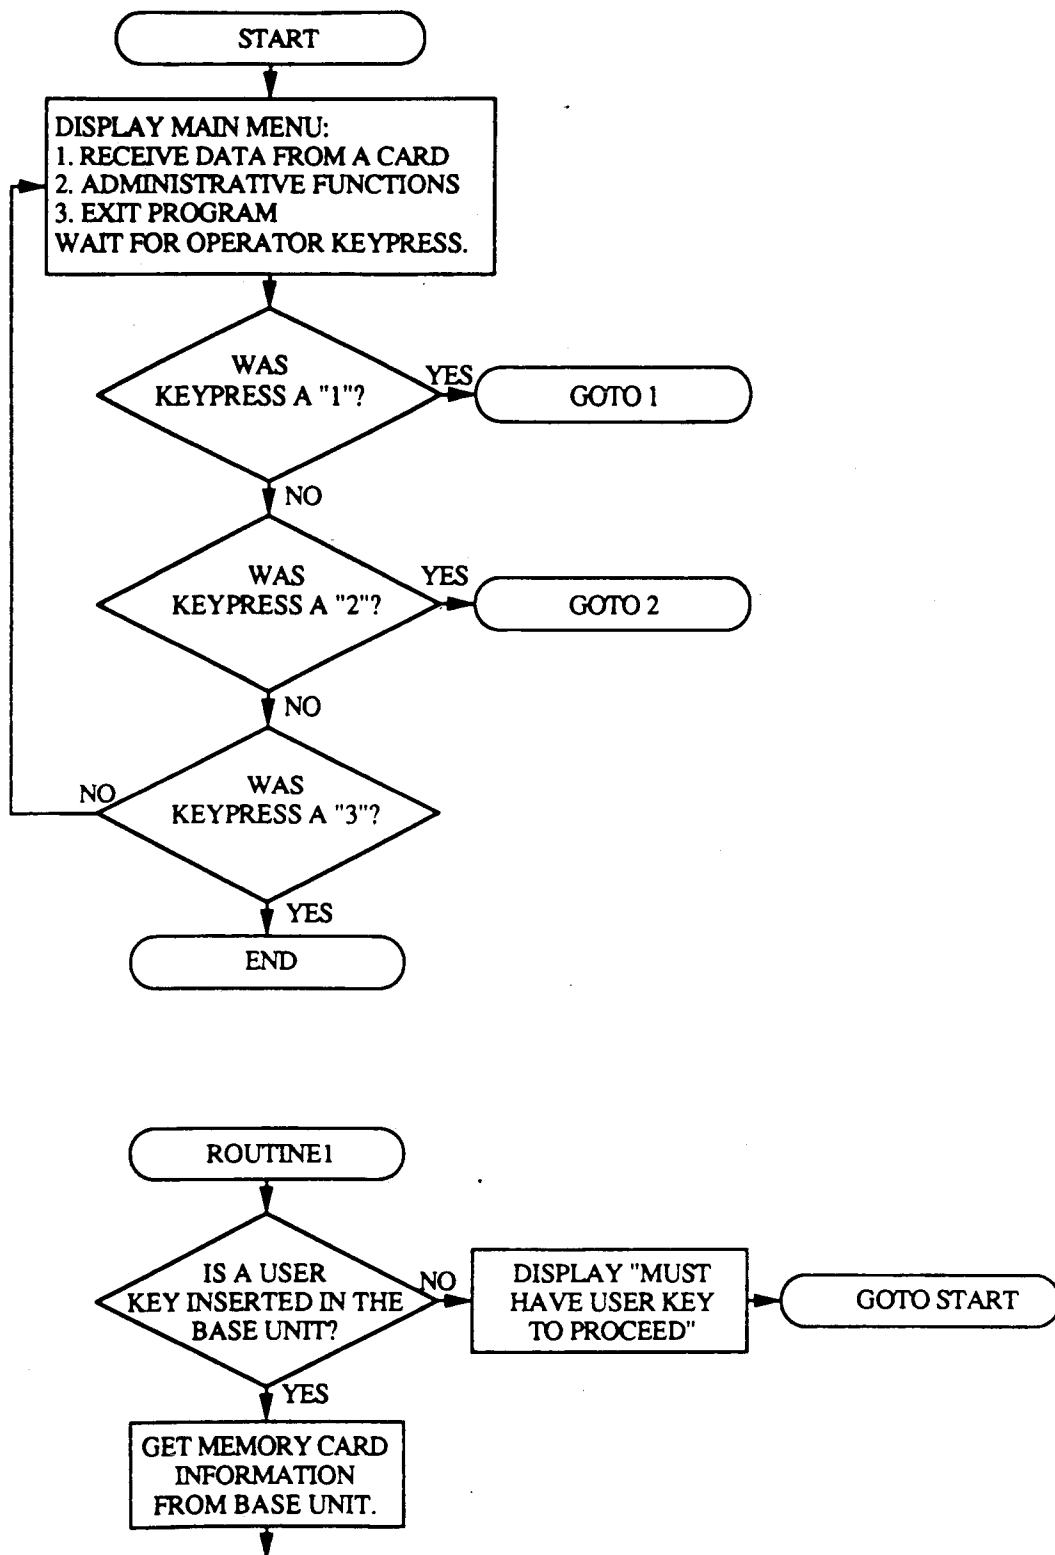 START
DISPLAY MAIN MENU:
1. RECEIVE DATA FROM A CARD
2. ADMINISTRATIVE FUNCTIONS
3. EXIT PROGRAM
WAIT FOR OPERATOR KEYPRESS.
WAS
KEYPRESS A "1"?
YES
GOTO 1
NO
WAS
KEYPRESS A "2"?
YES
GOTO 2
NO
WAS
KEYPRESS A "3"?
NO
YES
END
ROUTINE1
IS A USER
KEY INSERTED IN THE
BASE UNIT?
NO
DISPLAY "MUST
HAVE USER KEY
TO PROCEED"
GOTO START
YES
GET MEMORY CARD
INFORMATION
FROM BASE UNIT.